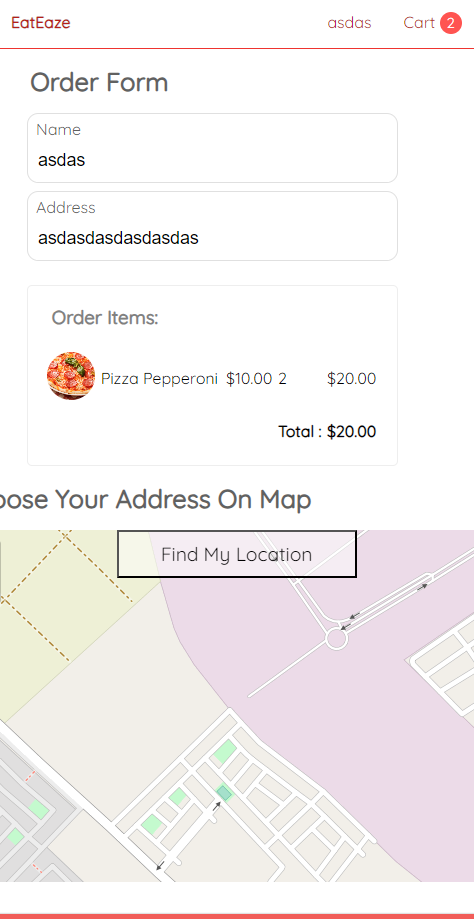 EatEaze asdas Cart 2
Order Form
Name
asdas
Address
asdasdasdasdasdas
Order Items:
Pizza Pepperoni $10.00 2 $20.00
Total : $20.00
oose Your Address On Map
Find My Location